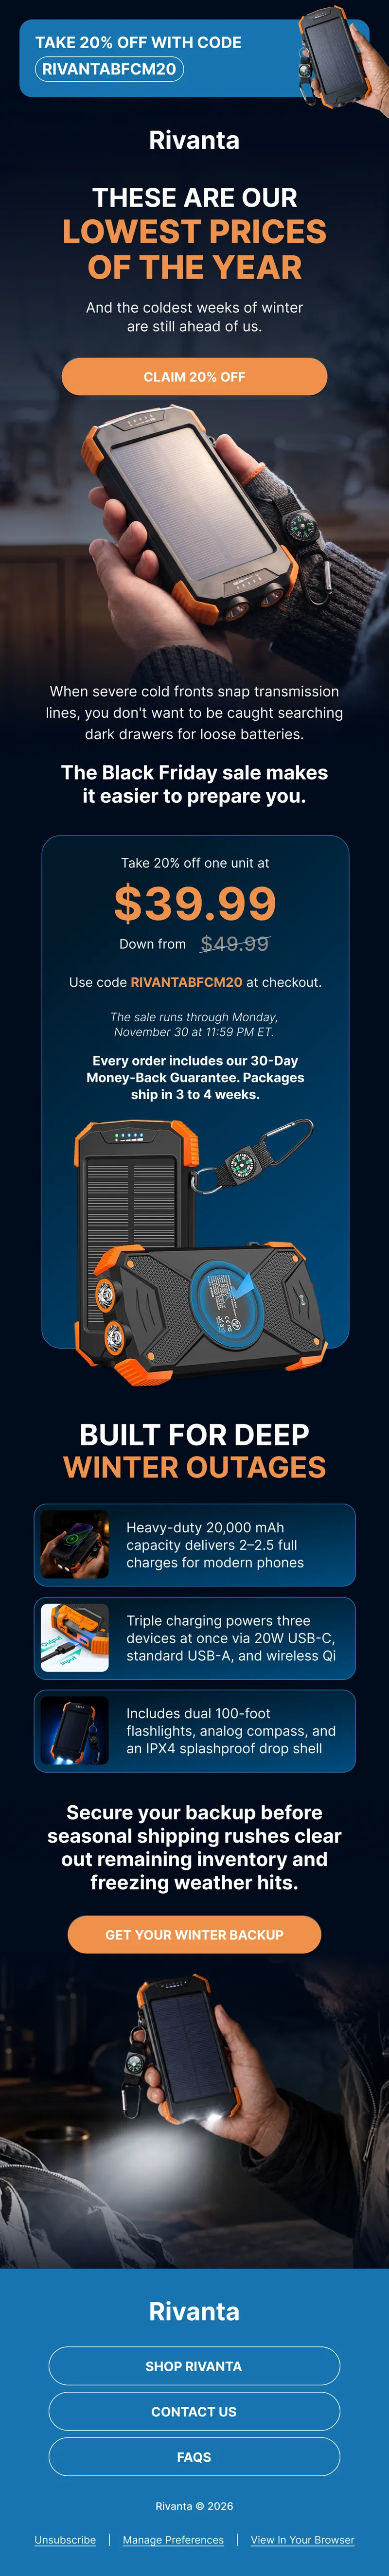 TAKE 20% OFF WITH CODE
RIVANTABFCM20
Rivanta
THESE ARE OUR
LOWEST PRICES
OF THE YEAR
And the coldest weeks of winter
are still ahead of us.
CLAIM 20% OFF
When severe cold fronts snap transmission
lines, you don't want to be caught searching
dark drawers for loose batteries.
The Black Friday sale makes
it easier to prepare you.
Take 20% off one unit at
$39.99
Down from $49.99
Use code RIVANTABFCM20 at checkout.
The sale runs through Monday,
November 30 at 11:59 PM ET.
Every order includes our 30-Day
Money-Back Guarantee. Packages
ship in 3 to 4 weeks.
BUILT FOR DEEP
WINTER OUTAGES
Heavy-duty 20,000 mAh
capacity delivers 2–2.5 full
charges for modern phones
Output
Input
Triple charging powers three
devices at once via 20W USB-C,
standard USB-A, and wireless Qi
Includes dual 100-foot
flashlights, analog compass, and
an IPX4 splashproof drop shell
Secure your backup before
seasonal shipping rushes clear
out remaining inventory and
freezing weather hits.
GET YOUR WINTER BACKUP
Rivanta
SHOP RIVANTA
CONTACT US
FAQS
Rivanta © 2026
Unsubscribe | Manage Preferences | View In Your Browser